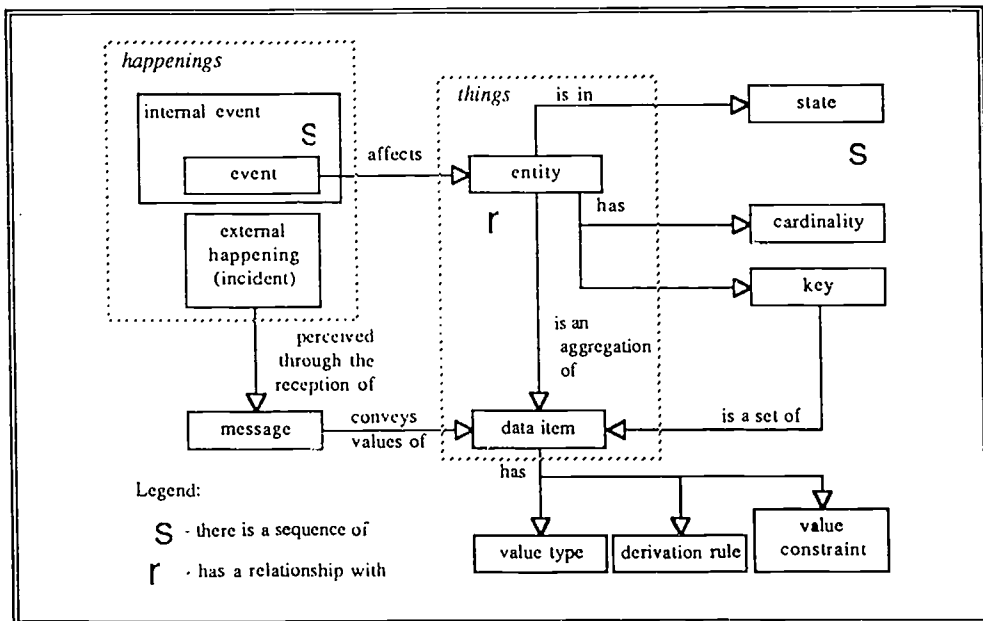 happenings
internal event
S
event
external
happening
(incident)
affects
things
is in
entity
r
has
state
S
cardinality
key
perceived
through the
reception of
is an
aggregation
of
message
conveys
values of
data item
is a set of
has
value type
derivation rule
value
constraint
Legend:
S - there is a sequence of
r - has a relationship with